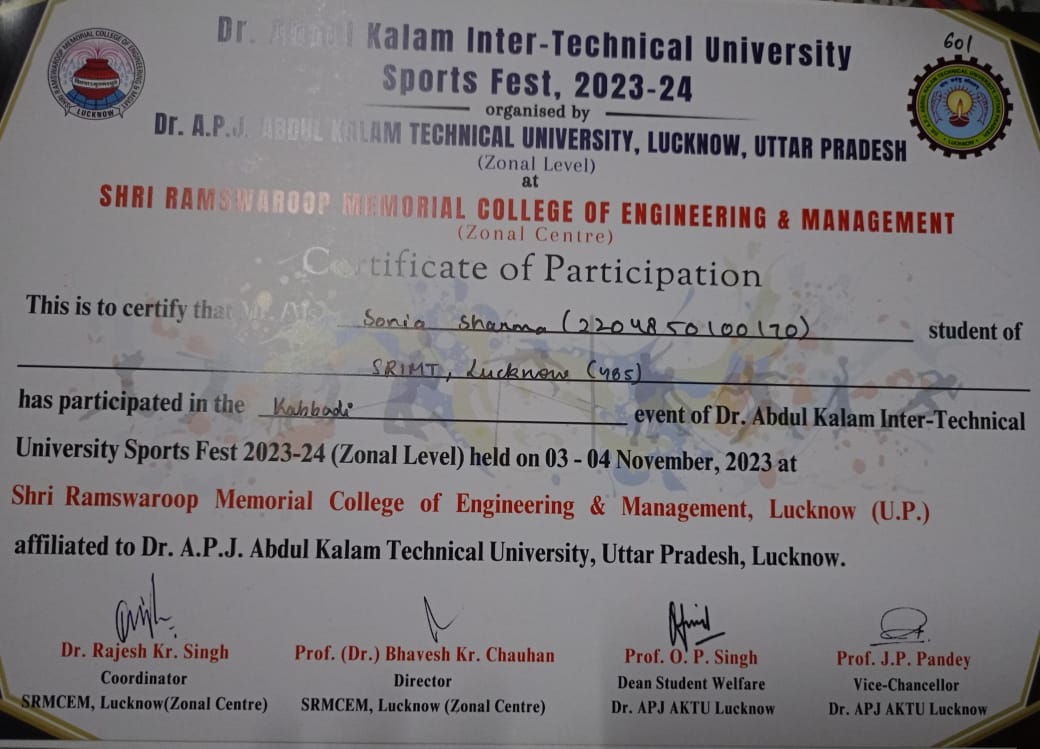 601
Dr. Abdul Kalam Inter-Technical University
Sports Fest, 2023-24
organised by
Dr. A.P.J. ABDUL KALAM TECHNICAL UNIVERSITY, LUCKNOW, UTTAR PRADESH
(Zonal Level)
at
SHRI RAMSWAROOP MEMORIAL COLLEGE OF ENGINEERING & MANAGEMENT
(Zonal Centre)
Certificate of Participation
This is to certify that Sonia Sharma (2204850100170) student of
SRIMT, Lucknow (485)
has participated in the Kabbadi event of Dr. Abdul Kalam Inter-Technical
University Sports Fest 2023-24 (Zonal Level) held on 03 - 04 November, 2023 at
Shri Ramswaroop Memorial College of Engineering & Management, Lucknow (U.P.)
affiliated to Dr. A.P.J. Abdul Kalam Technical University, Uttar Pradesh, Lucknow.
Dr. Rajesh Kr. Singh
Coordinator
SRMCEM, Lucknow(Zonal Centre)
Prof. (Dr.) Bhavesh Kr. Chauhan
Director
SRMCEM, Lucknow (Zonal Centre)
Prof. O. P. Singh
Dean Student Welfare
Dr. APJ AKTU Lucknow
Prof. J.P. Pandey
Vice-Chancellor
Dr. APJ AKTU Lucknow